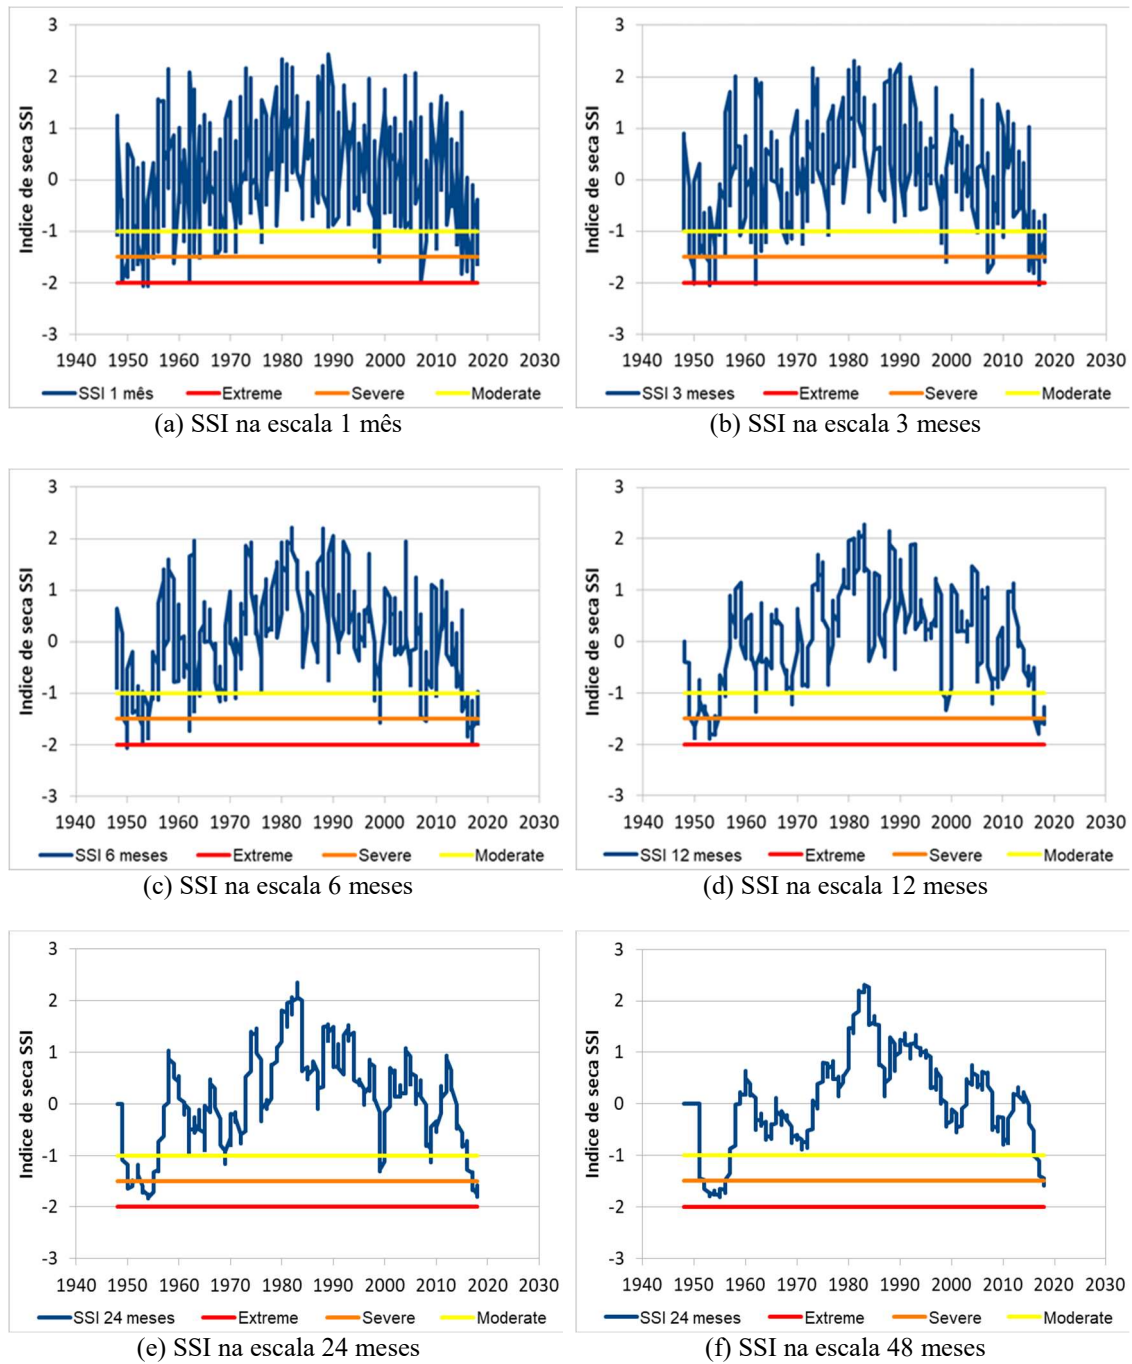 3
2
1
0
-1
-2
-3
Indice de seca SSI
1940 1950 1960 1970 1980 1990 2000 2010 2020 2030
SSI 1 mês Extreme Severe Moderate
(a) SSI na escala 1 mês
3
2
1
0
-1
-2
-3
Indice de seca SSI
1940 1950 1960 1970 1980 1990 2000 2010 2020 2030
SSI 3 meses Extreme Severe Moderate
(b) SSI na escala 3 meses
3
2
1
0
-1
-2
-3
Indice de seca SSI
1940 1950 1960 1970 1980 1990 2000 2010 2020 2030
SSI 6 meses Extreme Severe Moderate
(c) SSI na escala 6 meses
3
2
1
0
-1
-2
-3
Indice de seca SSI
1940 1950 1960 1970 1980 1990 2000 2010 2020 2030
SSI 12 meses Extreme Severe Moderate
(d) SSI na escala 12 meses
3
2
1
0
-1
-2
-3
Indice de seca SSI
1940 1950 1960 1970 1980 1990 2000 2010 2020 2030
SSI 24 meses Extreme Severe Moderate
(e) SSI na escala 24 meses
3
2
1
0
-1
-2
-3
Indice de seca SSI
1940 1950 1960 1970 1980 1990 2000 2010 2020 2030
SSI 24 meses Extreme Severe Moderate
(f) SSI na escala 48 meses